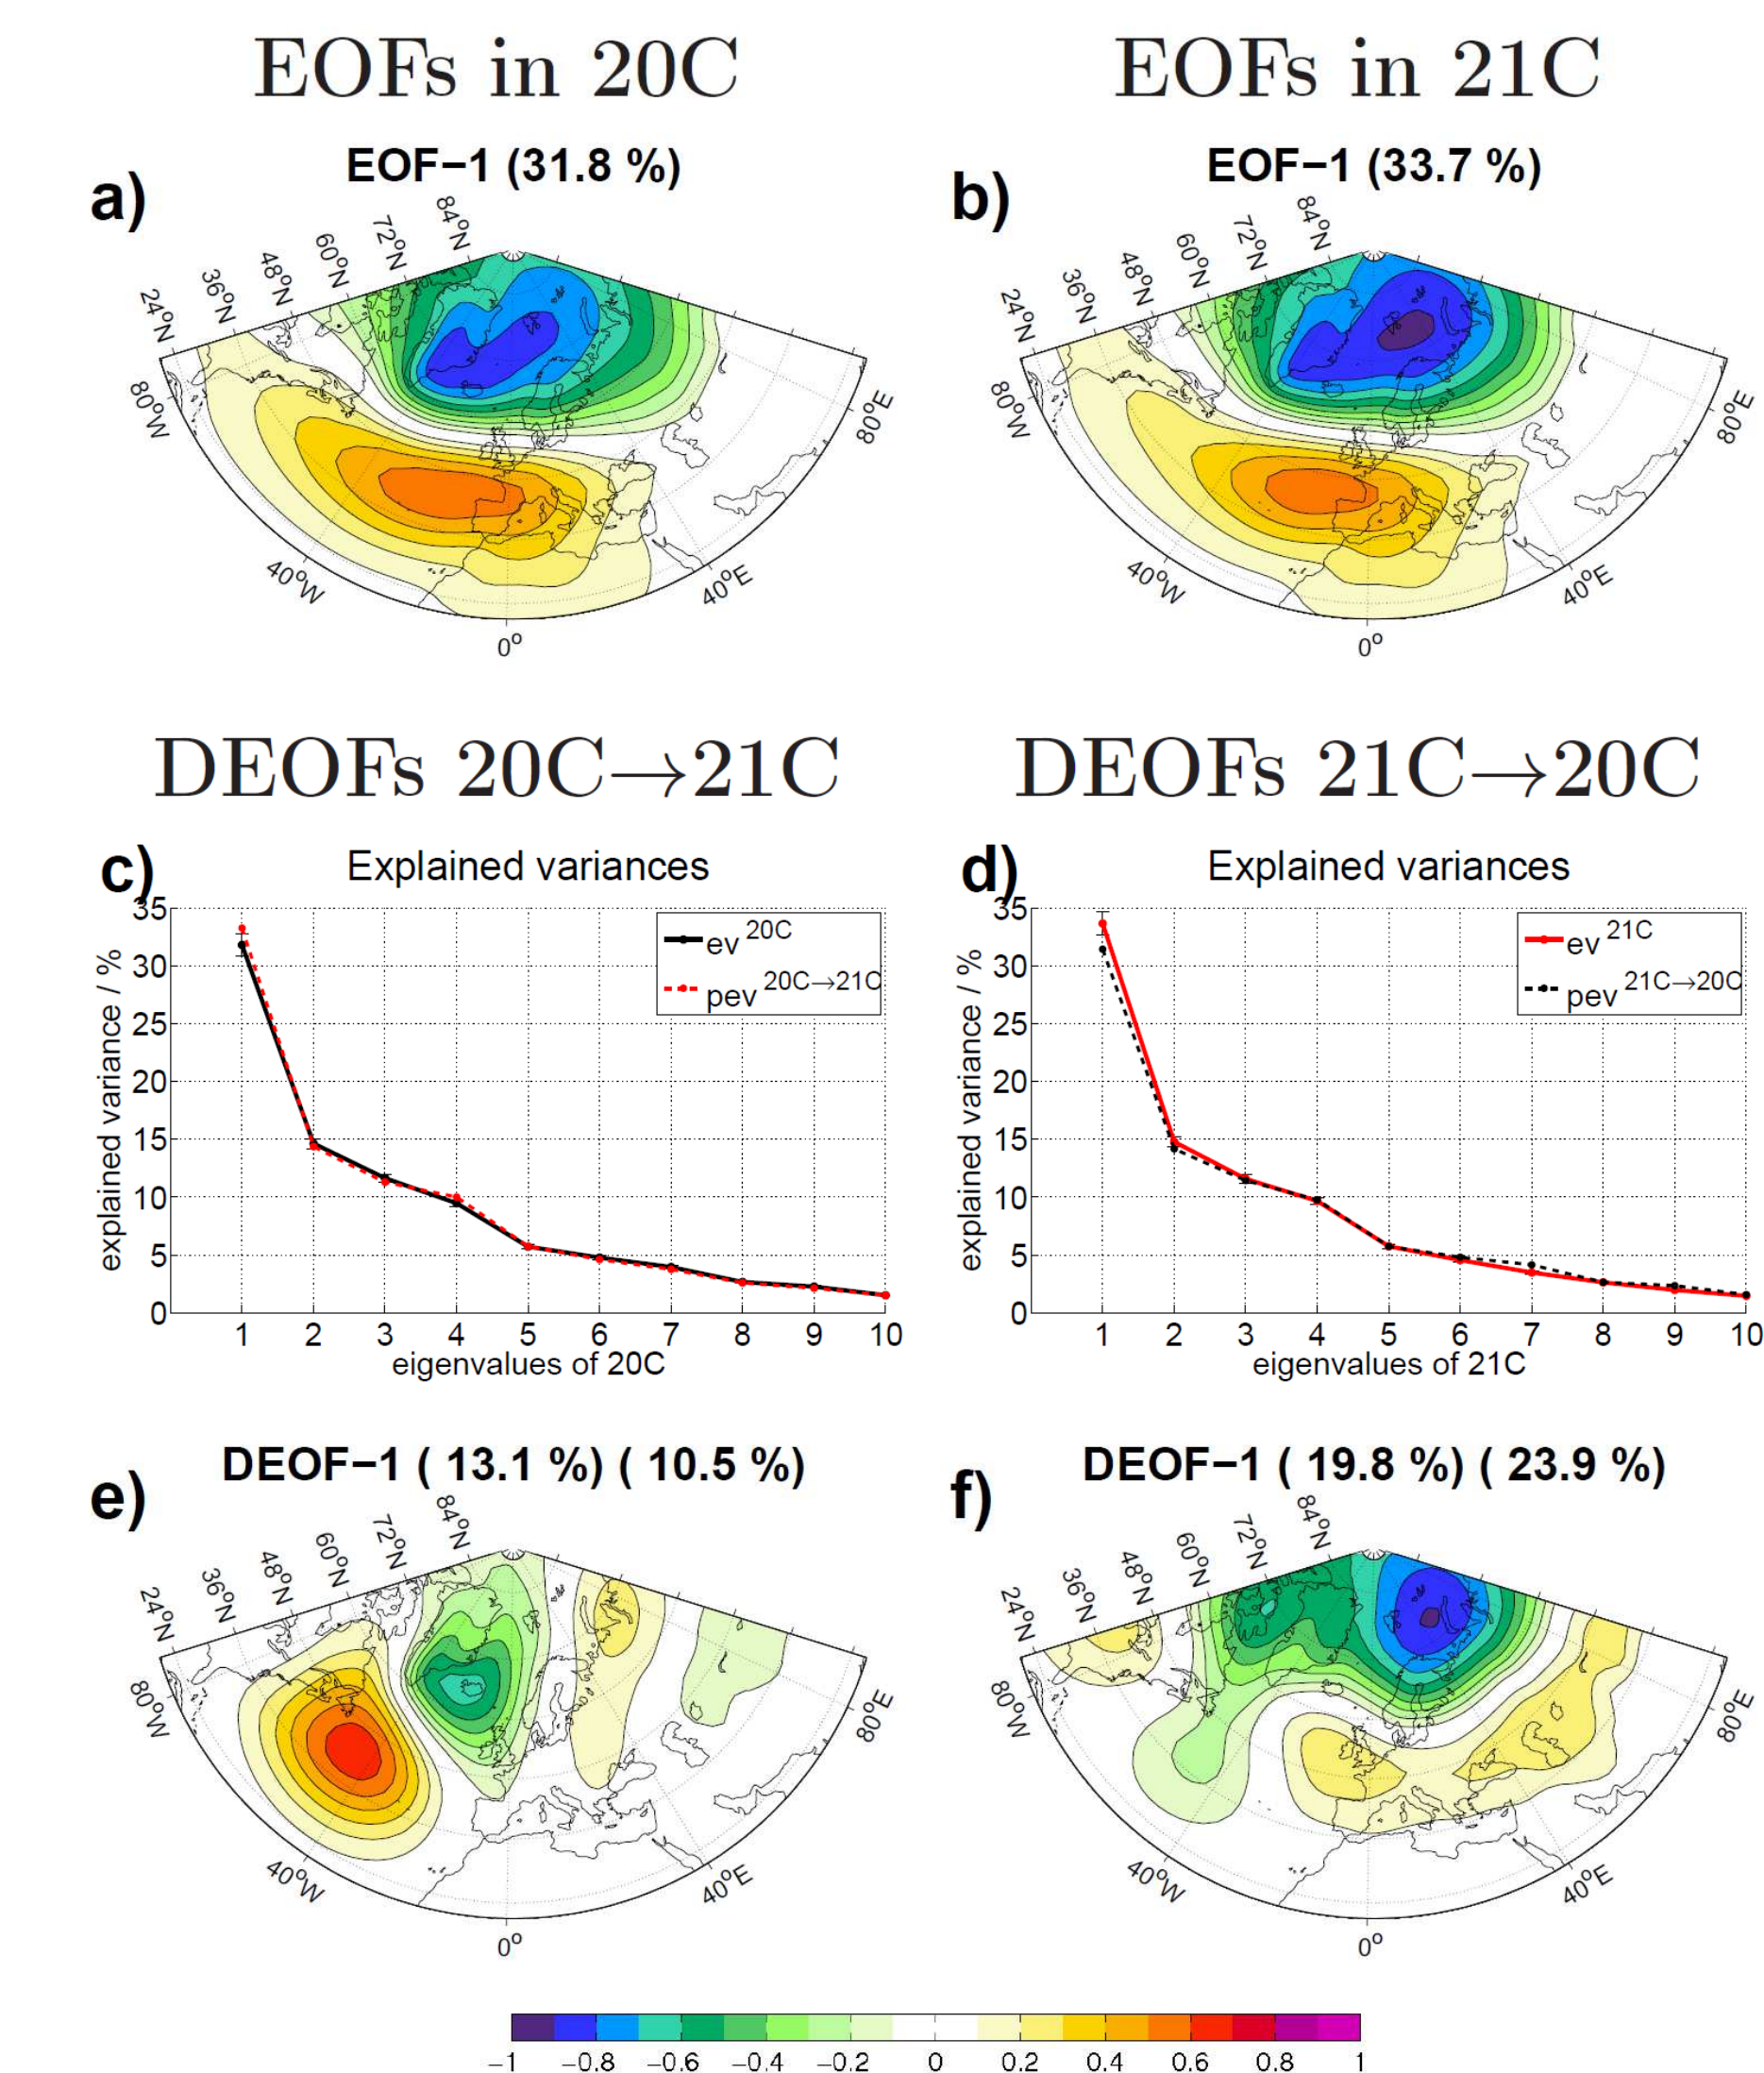 EOFs in 20C
EOFs in 21C
a)
EOF−1 (31.8 %)
24°N
36°N
48°N
60°N
72°N
84°N
80°W
40°W
0°
40°E
80°E
b)
EOF−1 (33.7 %)
24°N
36°N
48°N
60°N
72°N
84°N
80°W
40°W
0°
40°E
80°E
DEOFs 20C→21C
DEOFs 21C→20C
c)
Explained variances
explained variance / %
35
30
25
20
15
10
5
0
ev 20C
pev 20C→21C
1 2 3 4 5 6 7 8 9 10
eigenvalues of 20C
d)
Explained variances
explained variance / %
35
30
25
20
15
10
5
0
ev 21C
pev 21C→20C
1 2 3 4 5 6 7 8 9 10
eigenvalues of 21C
e)
DEOF−1 ( 13.1 %) ( 10.5 %)
24°N
36°N
48°N
60°N
72°N
84°N
80°W
40°W
0°
40°E
80°E
f)
DEOF−1 ( 19.8 %) ( 23.9 %)
24°N
36°N
48°N
60°N
72°N
84°N
80°W
40°W
0°
40°E
80°E
−1 −0.8 −0.6 −0.4 −0.2 0 0.2 0.4 0.6 0.8 1